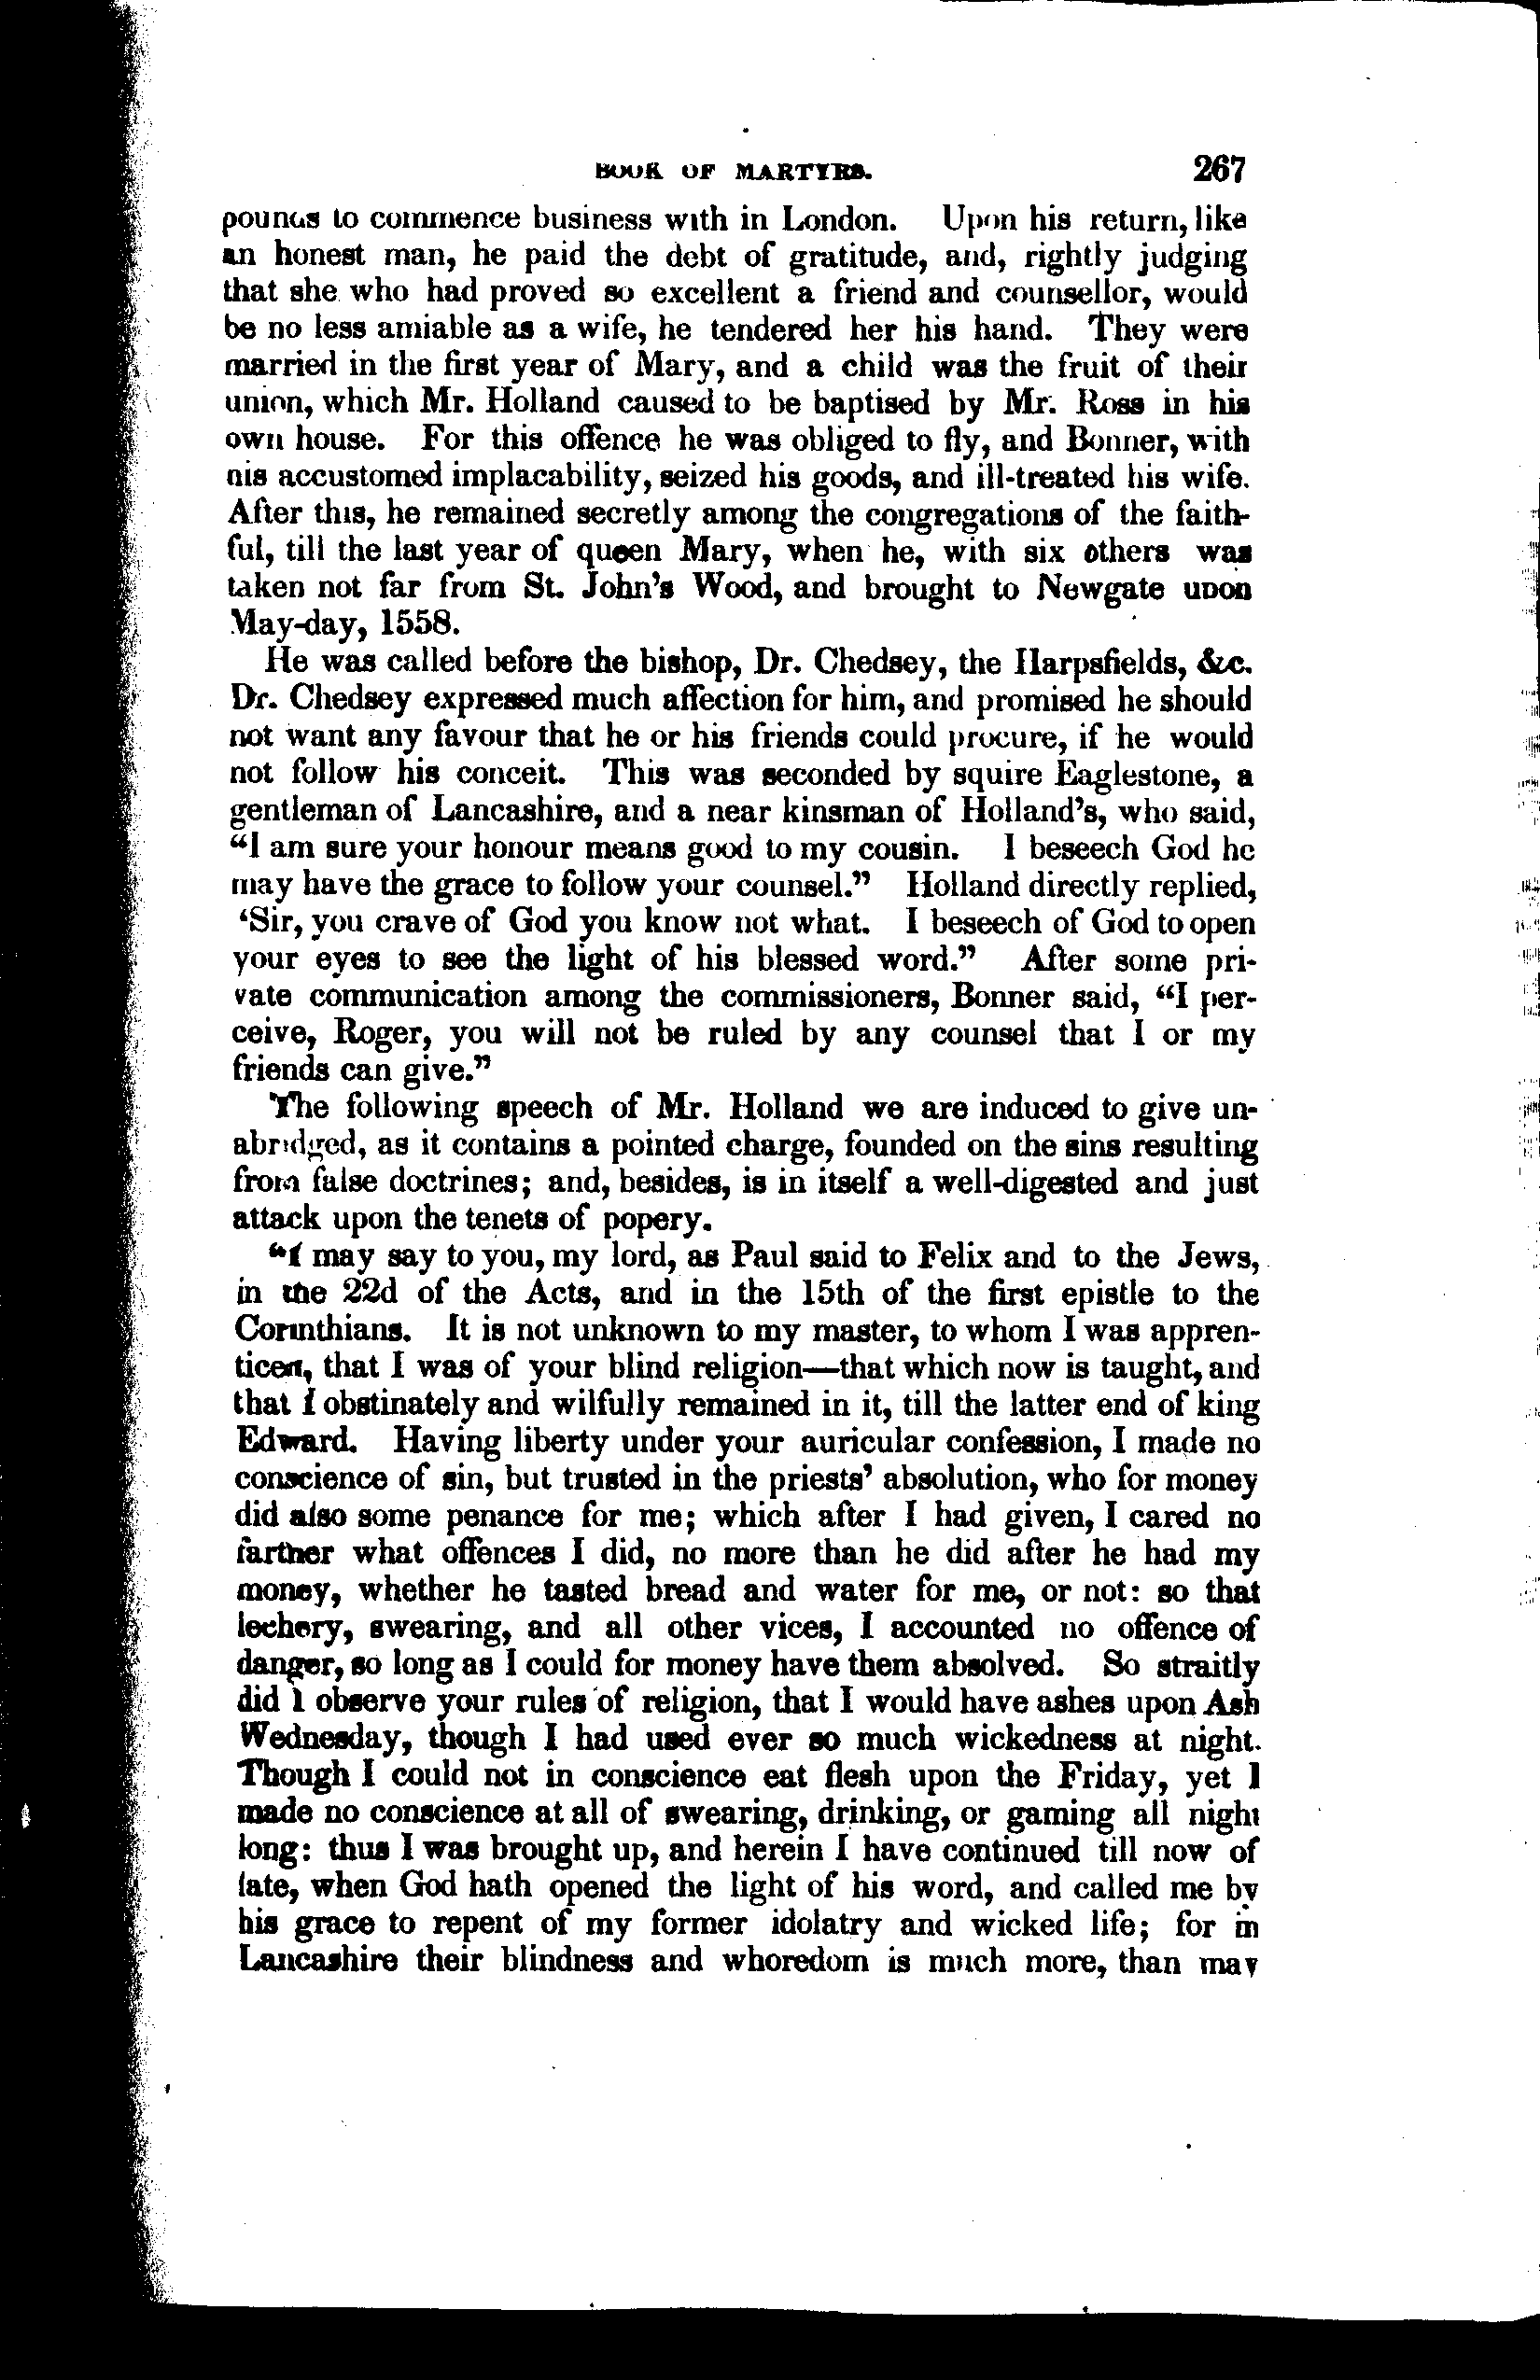 BOOK OF MARTYRS. 267
pounds to commence business with in London. Upon his return, like
an honest man, he paid the debt of gratitude, and, rightly judging
that she who had proved so excellent a friend and counsellor, would
be no less amiable as a wife, he tendered her his hand. They were
married in the first year of Mary, and a child was the fruit of their
union, which Mr. Holland caused to be baptised by Mr. Ross in his
own house. For this offence he was obliged to fly, and Bonner, with
his accustomed implacability, seized his goods, and ill-treated his wife.
After this, he remained secretly among the congregations of the faith-
ful, till the last year of queen Mary, when he, with six others was
taken not far from St. John's Wood, and brought to Newgate upon
May-day, 1558.
He was called before the bishop, Dr. Chedsey, the Harpsfields, &c.
Dr. Chedsey expressed much affection for him, and promised he should
not want any favour that he or his friends could procure, if he would
not follow his conceit. This was seconded by squire Eaglestone, a
gentleman of Lancashire, and a near kinsman of Holland's, who said,
“I am sure your honour means good to my cousin. I beseech God he
may have the grace to follow your counsel.” Holland directly replied,
‘Sir, you crave of God you know not what. I beseech of God to open
your eyes to see the light of his blessed word.” After some pri-
vate communication among the commissioners, Bonner said, “I per-
ceive, Roger, you will not be ruled by any counsel that I or my
friends can give.”
The following speech of Mr. Holland we are induced to give un-
abridged, as it contains a pointed charge, founded on the sins resulting
from false doctrines; and, besides, is in itself a well-digested and just
attack upon the tenets of popery.
“I may say to you, my lord, as Paul said to Felix and to the Jews,
in the 22d of the Acts, and in the 15th of the first epistle to the
Corinthians. It is not unknown to my master, to whom I was appren-
ticed, that I was of your blind religion—that which now is taught, and
that I obstinately and wilfully remained in it, till the latter end of king
Edward. Having liberty under your auricular confession, I made no
conscience of sin, but trusted in the priests' absolution, who for money
did also some penance for me; which after I had given, I cared no
farther what offences I did, no more than he did after he had my
money, whether he tasted bread and water for me, or not: so that
lechery, swearing, and all other vices, I accounted no offence of
danger, so long as I could for money have them absolved. So straitly
did I observe your rules of religion, that I would have ashes upon Ash
Wednesday, though I had used ever so much wickedness at night.
Though I could not in conscience eat flesh upon the Friday, yet I
made no conscience at all of swearing, drinking, or gaming all night
long: thus I was brought up, and herein I have continued till now of
late, when God hath opened the light of his word, and called me by
his grace to repent of my former idolatry and wicked life; for in
Lancashire their blindness and whoredom is much more, than may